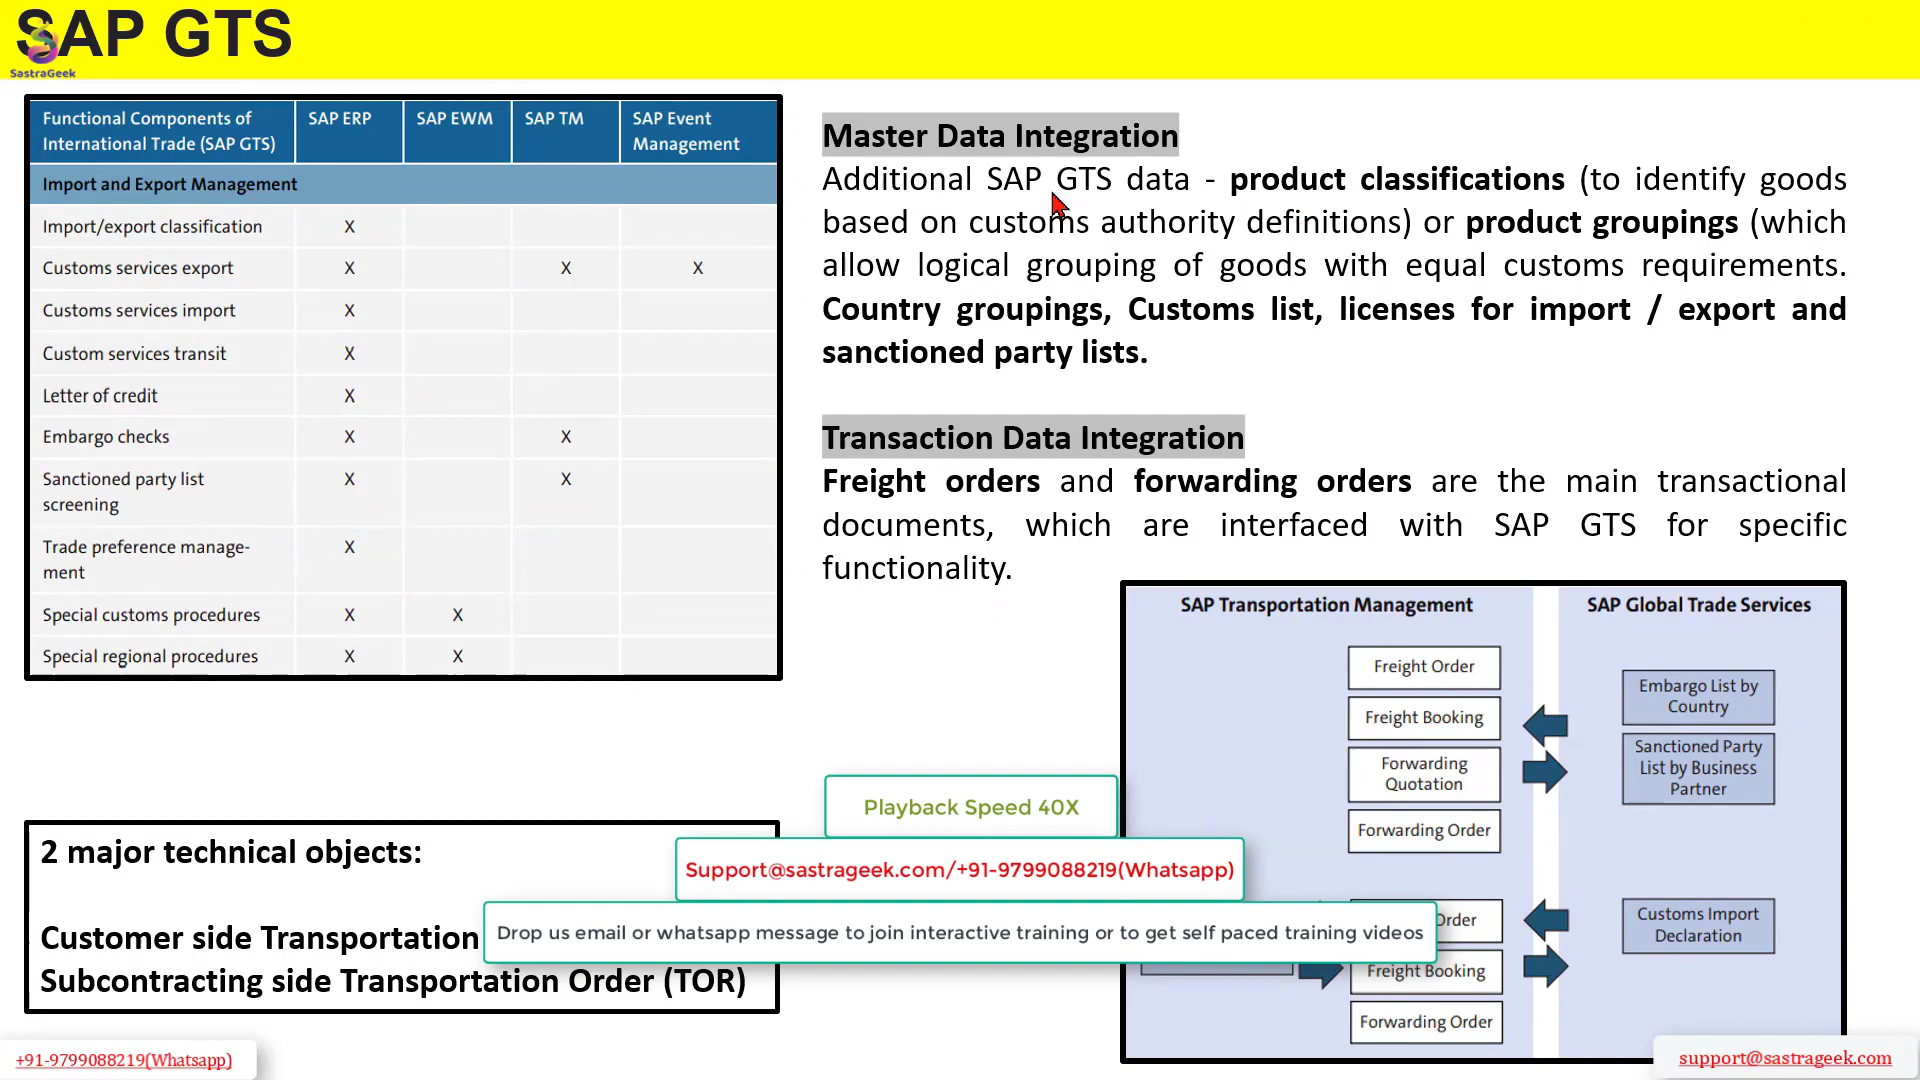 SAP GTS
SastraGeek
Functional Components of International Trade (SAP GTS) SAP ERP SAP EWM SAP TM SAP Event Management
Import and Export Management
Import/export classification X
Customs services export X X X
Customs services import X
Custom services transit X
Letter of credit X
Embargo checks X X
Sanctioned party list screening X X
Trade preference manage-
ment X
Special customs procedures X X
Special regional procedures X X
Master Data Integration
Additional SAP GTS data - product classifications (to identify goods
based on customs authority definitions) or product groupings (which
allow logical grouping of goods with equal customs requirements.
Country groupings, Customs list, licenses for import / export and
sanctioned party lists.
Transaction Data Integration
Freight orders and forwarding orders are the main transactional
documents, which are interfaced with SAP GTS for specific
functionality.
SAP Transportation Management
SAP Global Trade Services
Freight Order
Freight Booking
Forwarding
Quotation
Forwarding Order
Embargo List by
Country
Sanctioned Party
List by Business
Partner
Order
Freight Booking
Forwarding Order
Customs Import
Declaration
2 major technical objects:
Customer side Transportation
Subcontracting side Transportation Order (TOR)
Playback Speed 40X
Support@sastrageek.com/+91-9799088219(Whatsapp)
Drop us email or whatsapp message to join interactive training or to get self paced training videos
+91-9799088219(Whatsapp)
support@sastrageek.com